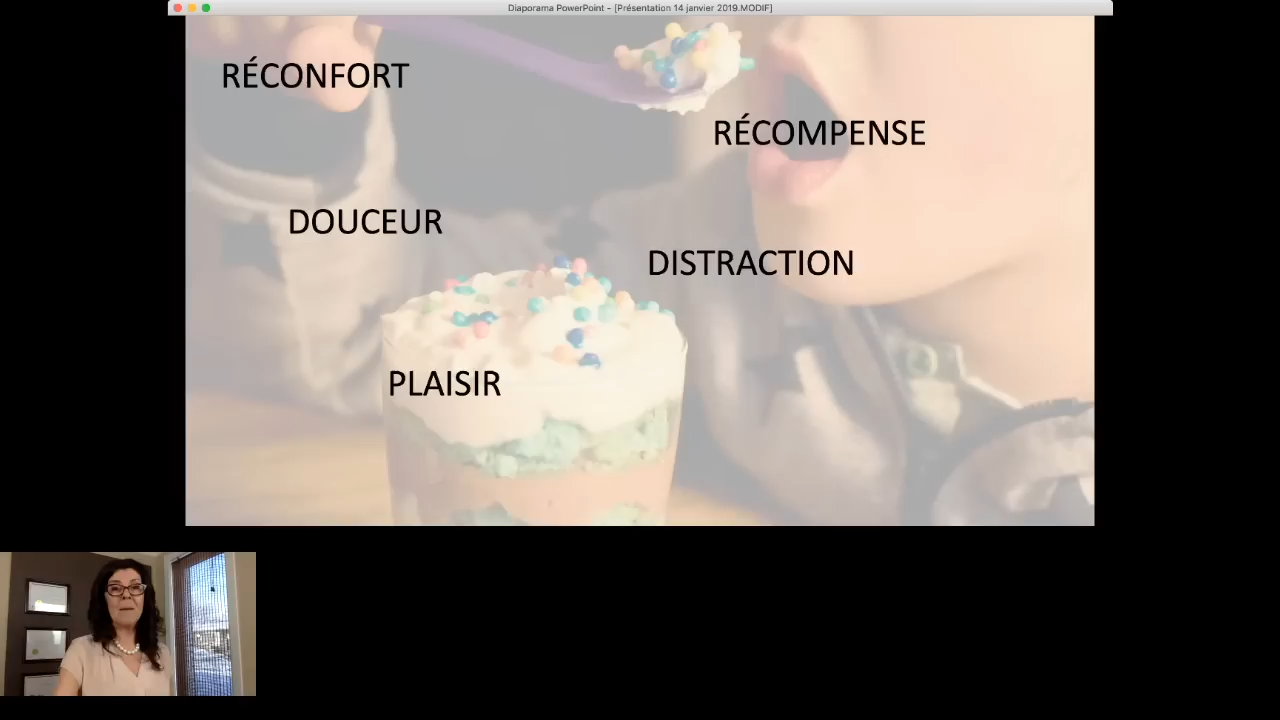 Diaporama PowerPoint - [Présentation 14 janvier 2019.MODIF]
RÉCONFORT
RÉCOMPENSE
DOUCEUR
DISTRACTION
PLAISIR